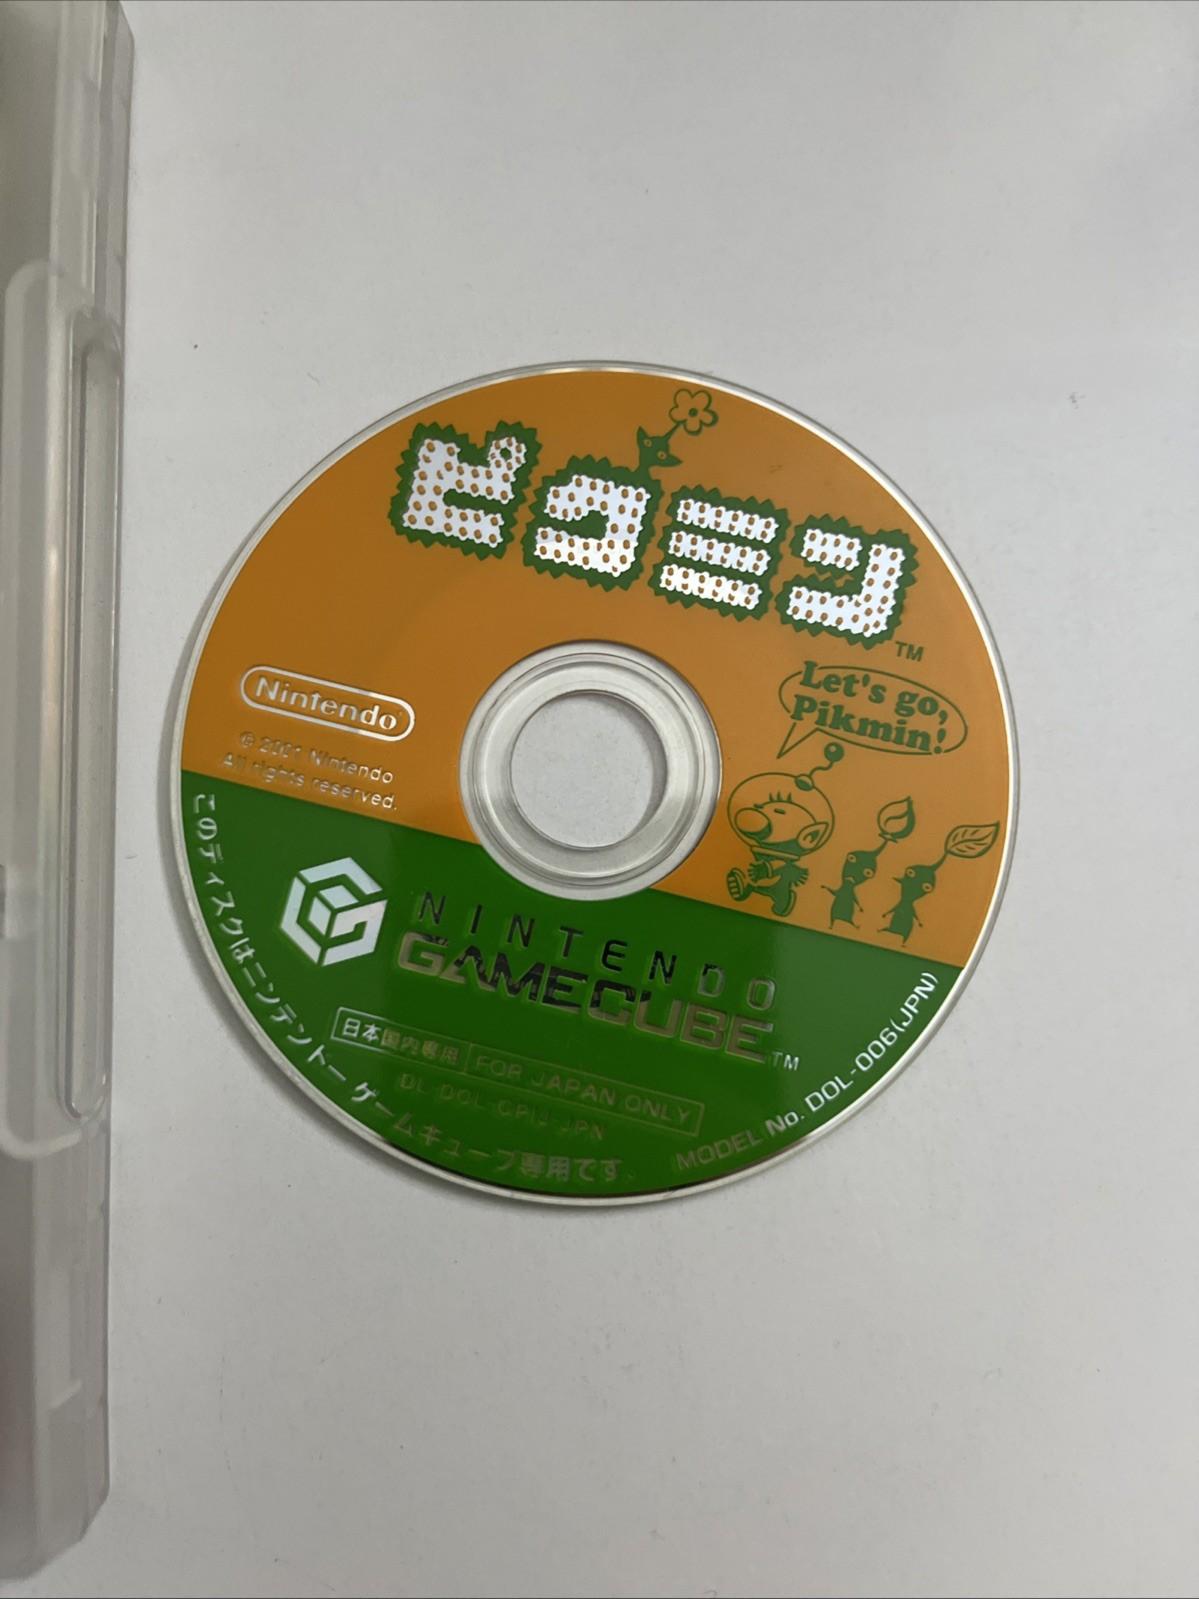 ピクミン
TM
Let's go,
Pikmin!
Nintendo
© 2001 Nintendo
All rights reserved.
NINTENDO
GAMECUBE TM
日本国内専用 FOR JAPAN ONLY
DL-DOL-GPIJ-JPN
このディスクはニンテンドー ゲームキューブ専用です。
MODEL No. DOL-006(JPN)